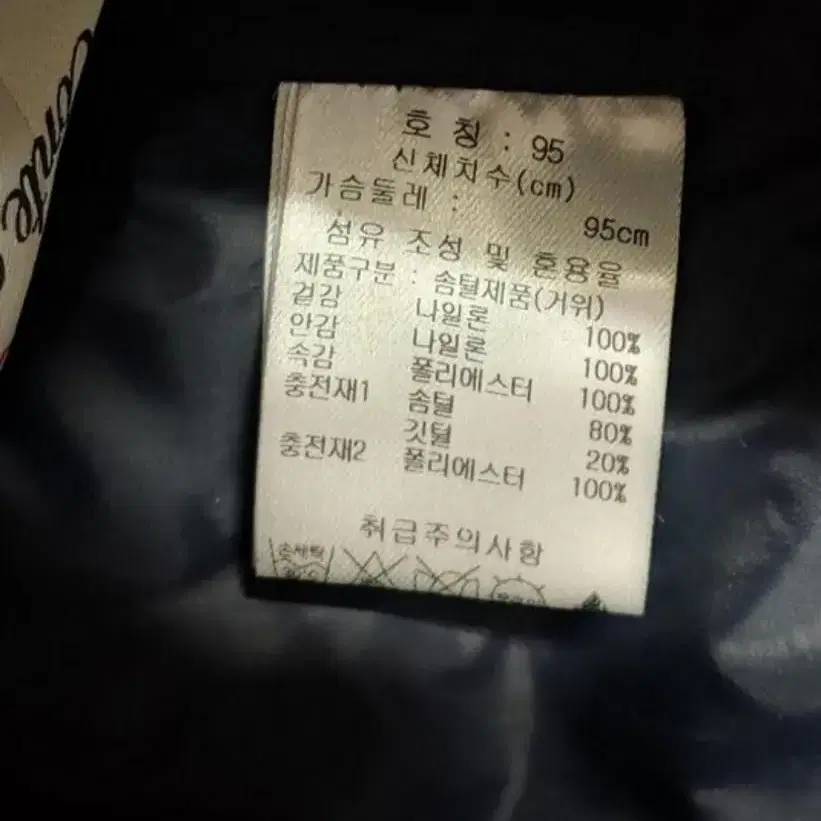 Comte
호 칭 : 95
신체치수(cm)
가슴둘레 : 95cm
섬유 조성 및 혼용율
제품구분 : 솜털제품(거위)
겉감 나일론 100%
안감 나일론 100%
속감 폴리에스터 100%
충전재1 솜털 80%
깃털 20%
충전재2 폴리에스터 100%
취급주의사항
손세탁